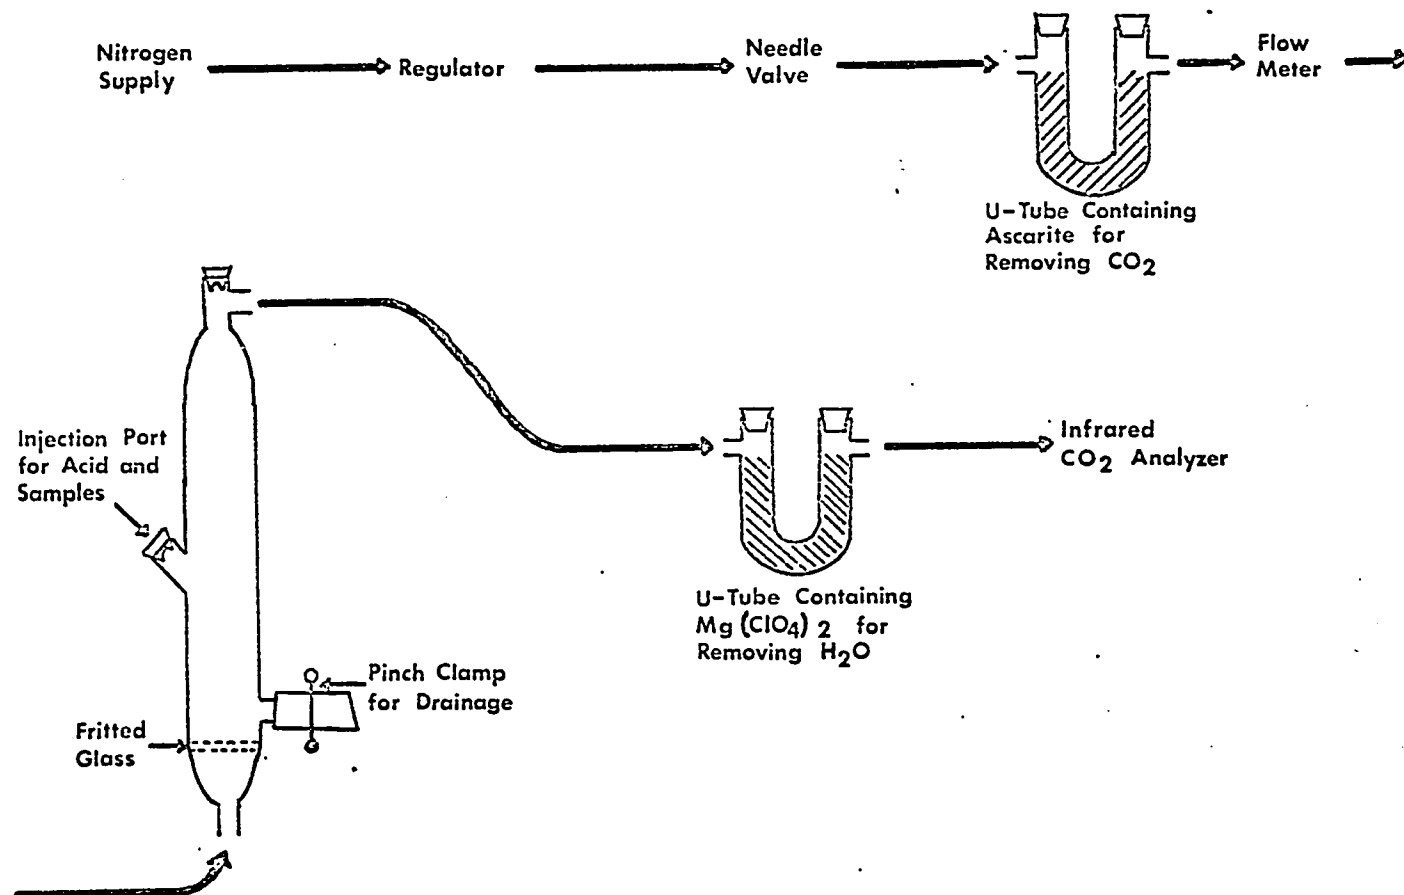 Nitrogen
Supply
Regulator
Needle
Valve
Flow
Meter
U-Tube Containing
Ascarite for
Removing CO2
Injection Port
for Acid and
Samples
Infrared
CO2 Analyzer
U-Tube Containing
Mg (ClO4) 2 for
Removing H2O
Pinch Clamp
for Drainage
Fritted
Glass